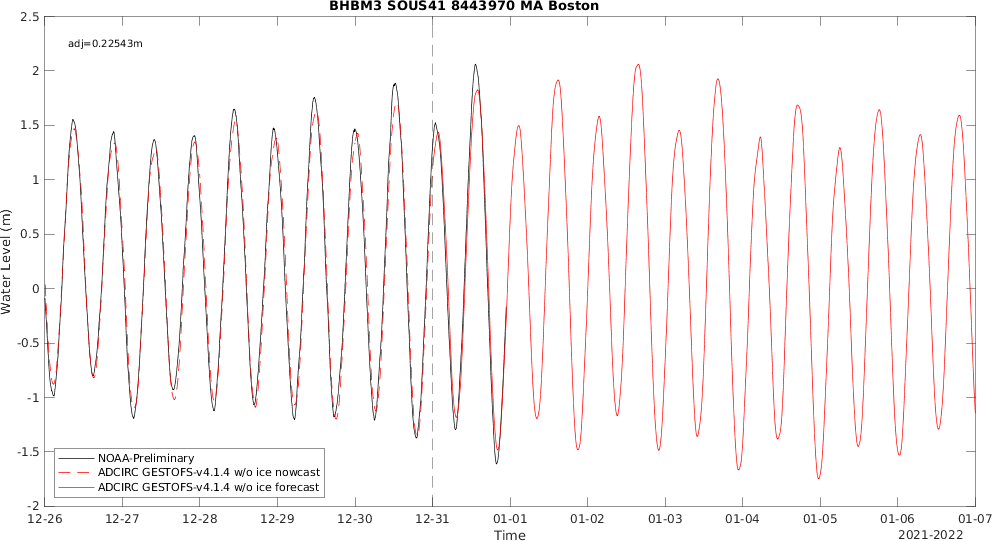 BHBM3 SOUS41 8443970 MA Boston
adj=0.22543m
2.5
2
1.5
1
0.5
0
-0.5
-1
-1.5
-2
Water Level (m)
NOAA-Preliminary
ADCIRC GESTOFS-v4.1.4 w/o ice nowcast
ADCIRC GESTOFS-v4.1.4 w/o ice forecast
12-26 12-27 12-28 12-29 12-30 12-31 01-01 01-02 01-03 01-04 01-05 01-06 01-07
Time
2021-2022